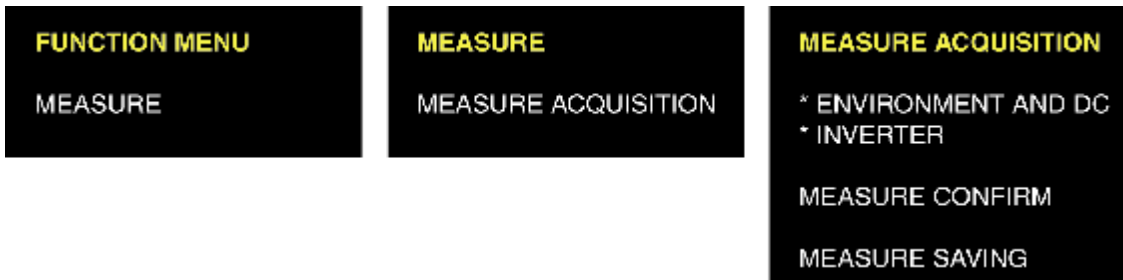 FUNCTION MENU
MEASURE
MEASURE
MEASURE ACQUISITION
MEASURE ACQUISITION
* ENVIRONMENT AND DC
* INVERTER
MEASURE CONFIRM
MEASURE SAVING